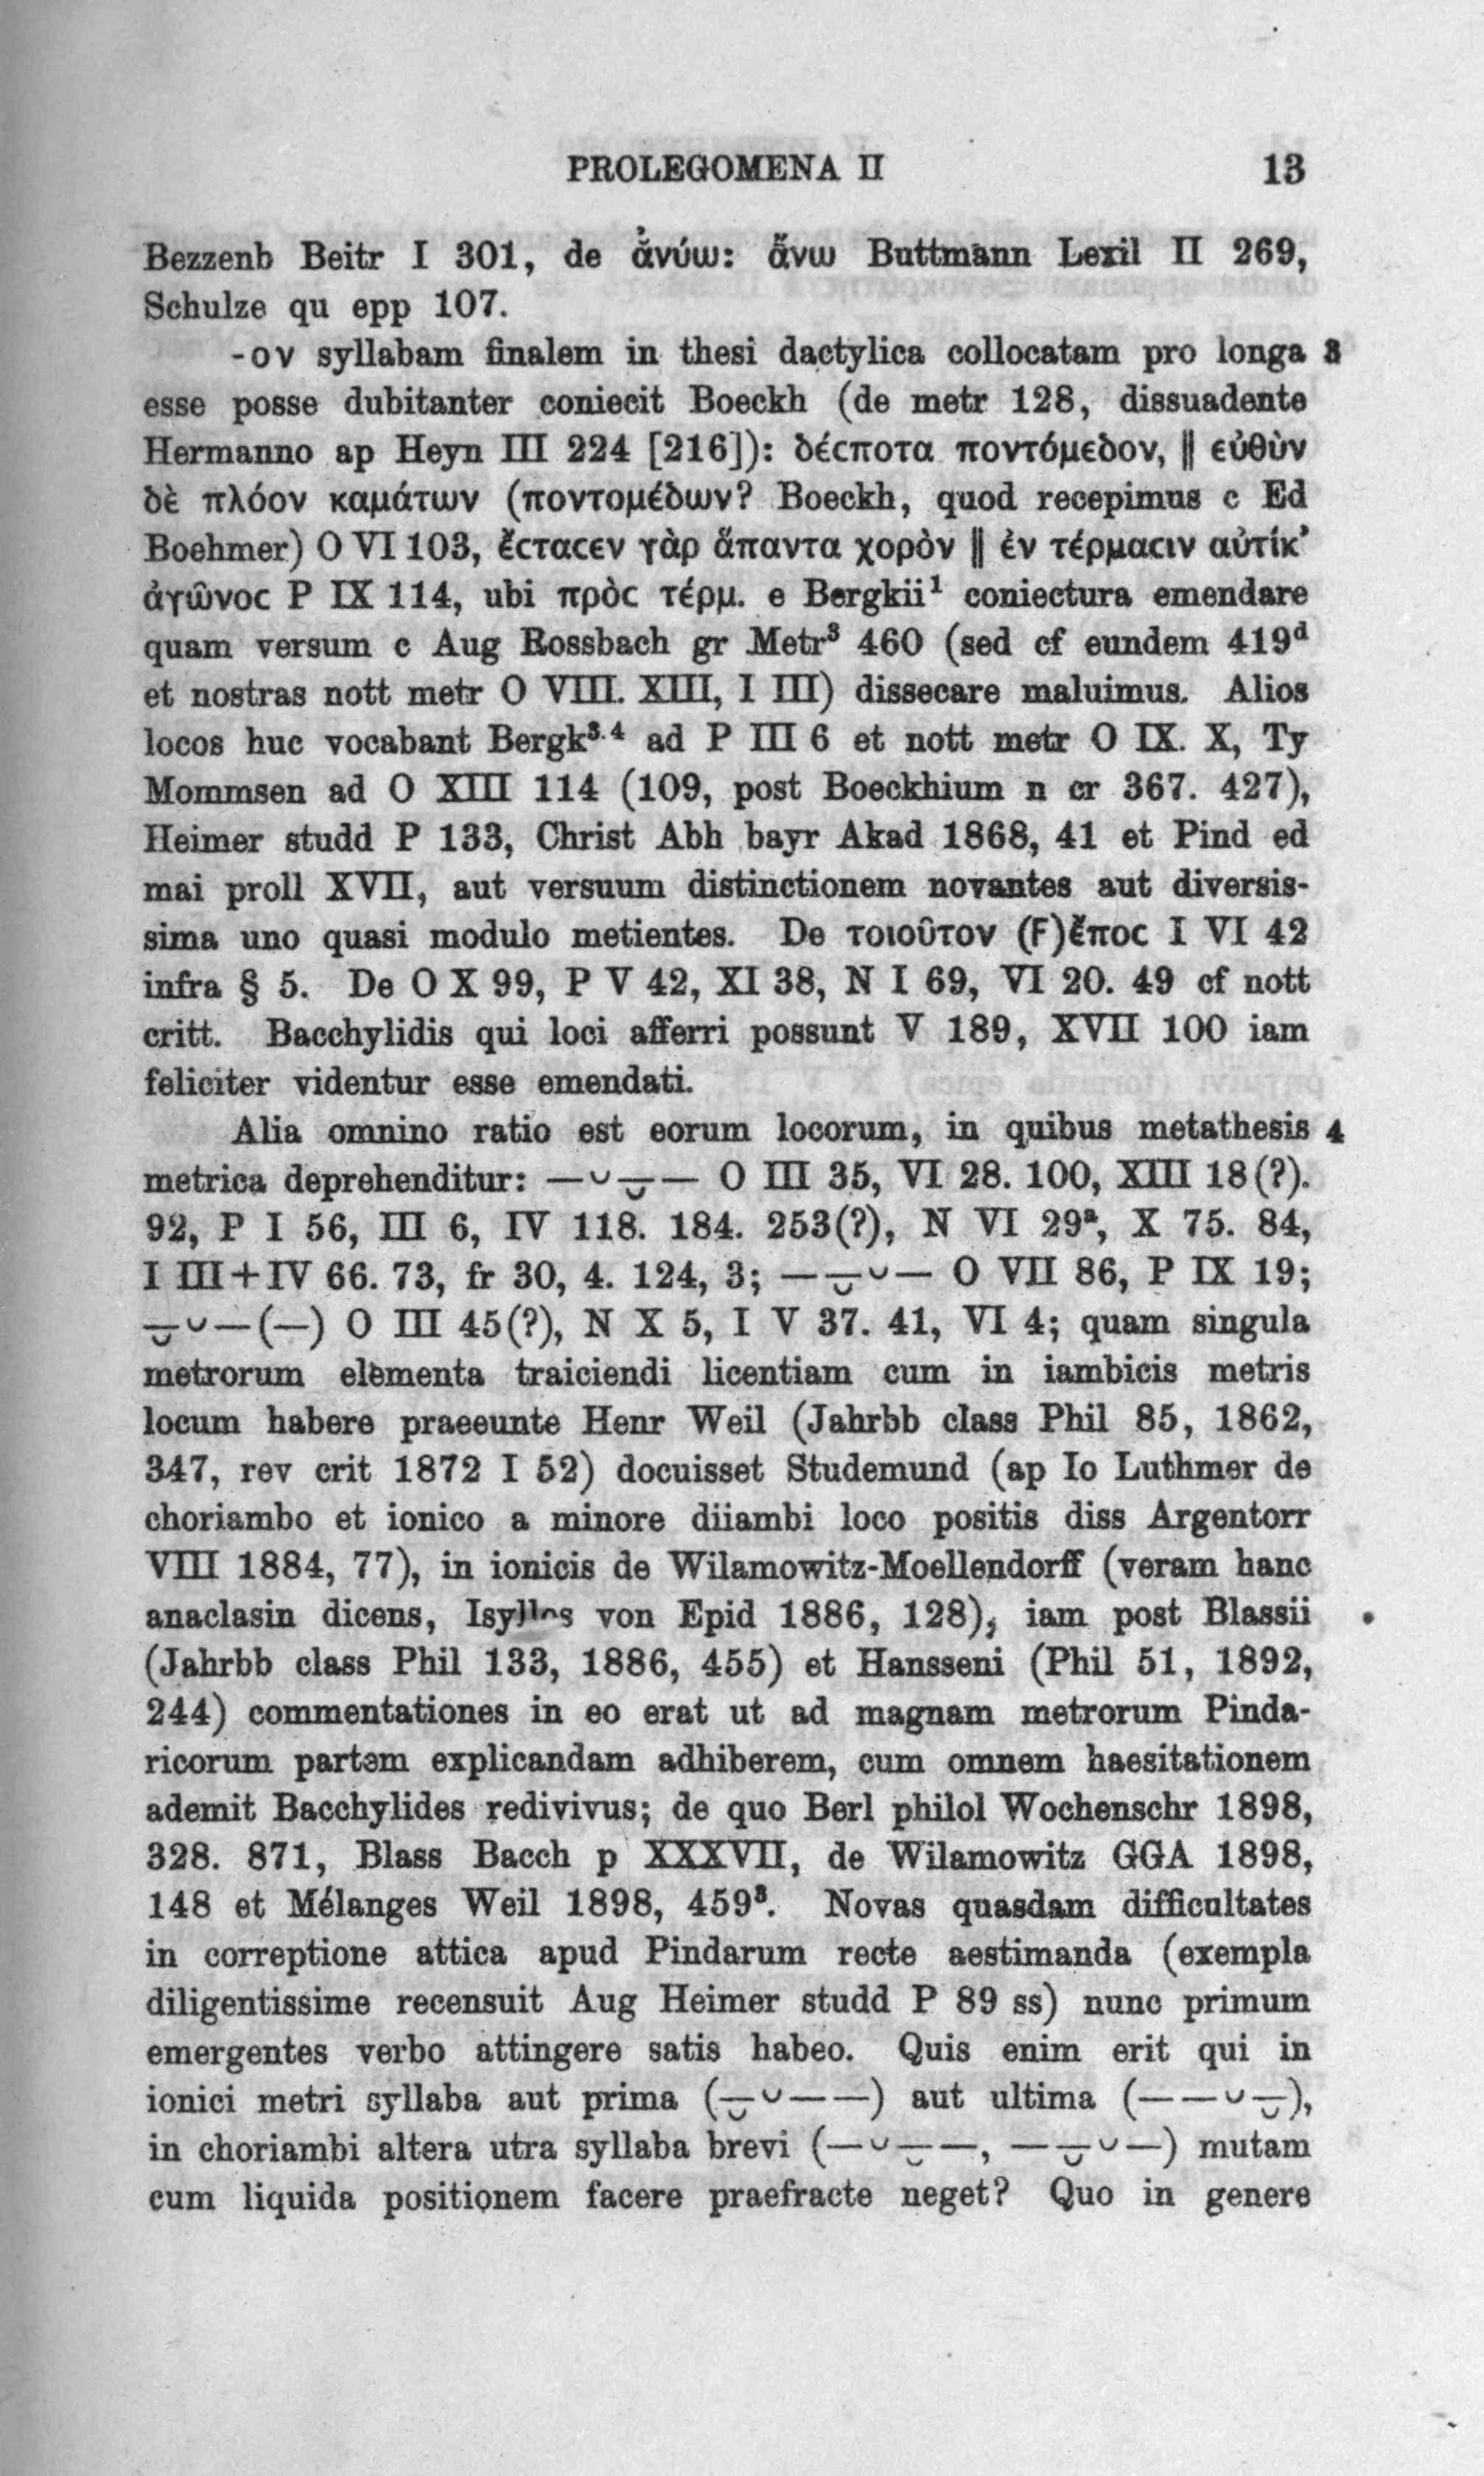 PROLEGOMENA II 13
Bezzenb Beitr I 301, de ἀνύω: ἄνω Buttmann Lexil II 269,
Schulze qu epp 107.
-ον syllabam finalem in thesi dactylica collocatam pro longa 3
esse posse dubitanter coniecit Boeckh (de metr 128, dissuadente
Hermanno ap Heyn III 224 [216]): δέϲποτα ποντόμεδον, || εὐθὺν
δὲ πλόον καμάτων (ποντομέδων? Boeckh, quod recepimus c Ed
Boehmer) O VI 103, ἔϲταϲεν γὰρ ἅπαντα χορὸν || ἐν τέρμαϲιν αὐτίκ’
ἀγῶνοϲ P IX 114, ubi πρὸϲ τέρμ. e Bergkii¹ coniectura emendare
quam versum c Aug Rossbach gr Metr³ 460 (sed cf eundem 419ᵈ
et nostras nott metr O VIII. XIII, I III) dissecare maluimus. Alios
locos huc vocabant Bergk³·⁴ ad P III 6 et nott metr O IX. X, Ty
Mommsen ad O XIII 114 (109, post Boeckhium n cr 367. 427),
Heimer studd P 133, Christ Abh bayr Akad 1868, 41 et Pind ed
mai proll XVII, aut versuum distinctionem novantes aut diversis-
sima uno quasi modulo metientes. De τοιοῦτον (F)ἔποϲ I VI 42
infra § 5. De O X 99, P V 42, XI 38, N I 69, VI 20. 49 cf nott
critt. Bacchylidis qui loci afferri possunt V 189, XVII 100 iam
feliciter videntur esse emendati.
Alia omnino ratio est eorum locorum, in quibus metathesis 4
metrica deprehenditur: —⏑⏓— O III 35, VI 28. 100, XIII 18(?).
92, P I 56, III 6, IV 118. 184. 253(?), N VI 29ᵃ, X 75. 84,
I III+IV 66. 73, fr 30, 4. 124, 3; —⏓⏑— O VII 86, P IX 19;
⏓⏑—(—) O III 45(?), N X 5, I V 37. 41, VI 4; quam singula
metrorum elementa traiciendi licentiam cum in iambicis metris
locum habere praeeunte Henr Weil (Jahrbb class Phil 85, 1862,
347, rev crit 1872 I 52) docuisset Studemund (ap Io Luthmer de
choriambo et ionico a minore diiambi loco positis diss Argentorr
VIII 1884, 77), in ionicis de Wilamowitz-Moellendorff (veram hanc
anaclasin dicens, Isyllos von Epid 1886, 128), iam post Blassii
(Jahrbb class Phil 133, 1886, 455) et Hansseni (Phil 51, 1892,
244) commentationes in eo erat ut ad magnam metrorum Pinda-
ricorum partem explicandam adhiberem, cum omnem haesitationem
ademit Bacchylides redivivus; de quo Berl philol Wochenschr 1898,
328. 871, Blass Bacch p XXXVII, de Wilamowitz GGA 1898,
148 et Mélanges Weil 1898, 459³. Novas quasdam difficultates
in correptione attica apud Pindarum recte aestimanda (exempla
diligentissime recensuit Aug Heimer studd P 89 ss) nunc primum
emergentes verbo attingere satis habeo. Quis enim erit qui in
ionici metri syllaba aut prima (⏓⏑——) aut ultima (——⏑⏓),
in choriambi altera utra syllaba brevi (—⏑⏓—, —⏓⏑—) mutam
cum liquida positionem facere praefracte neget? Quo in genere